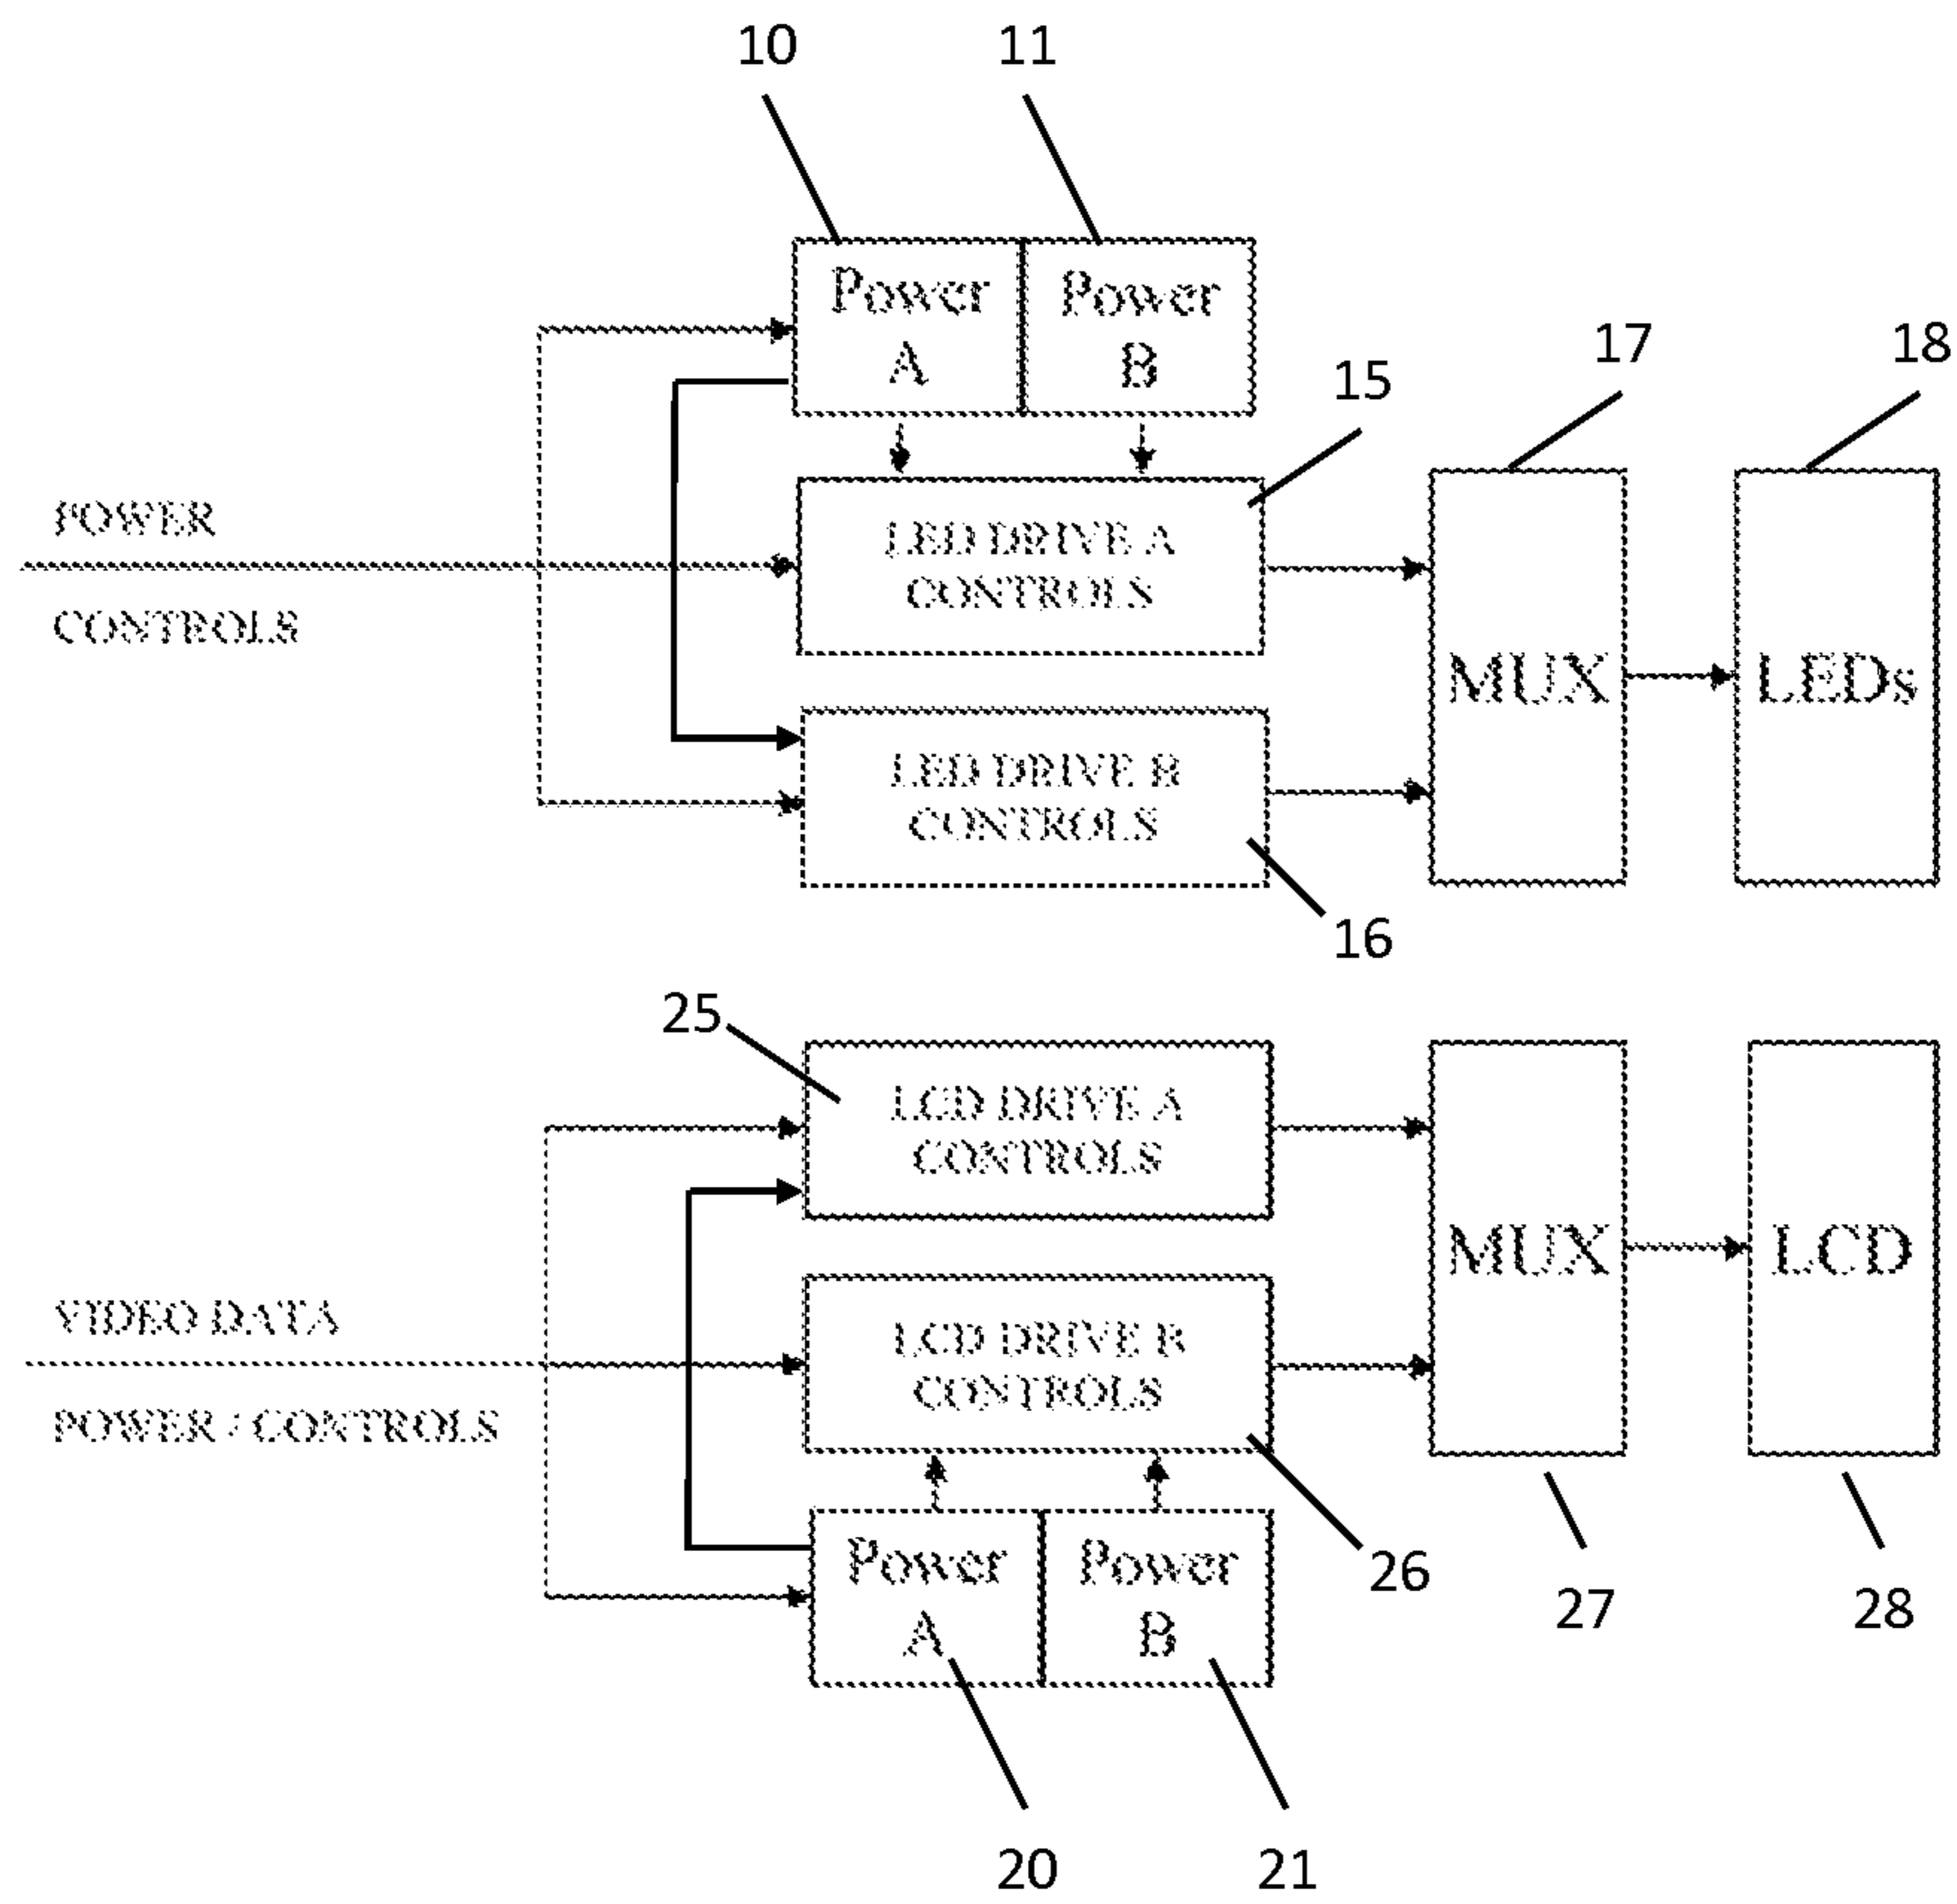 10 11
Power Power
A B
17 18
15
POWER
CONTROLS
LED DRIVE A
CONTROLS
MUX LEDs
LED DRIVE B
CONTROLS
16
25
LCD DRIVE A
CONTROLS
MUX LCD
VIDEO DATA
POWER / CONTROLS
LCD DRIVE B
CONTROLS
Power Power
A B
26
27 28
20 21